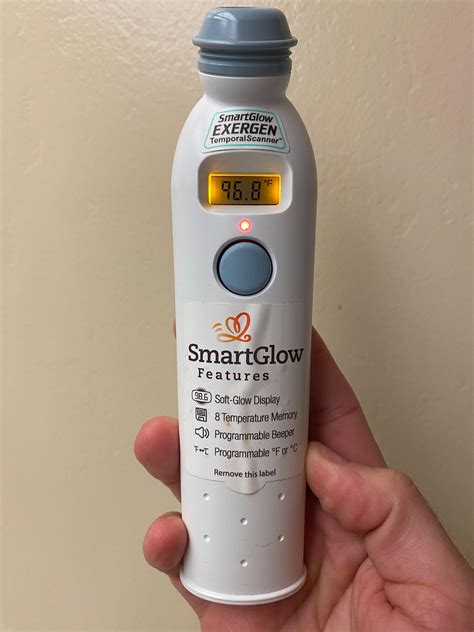 SmartGlow
EXERGEN
TemporalScanner™
96.8°F
SmartGlow
Features
98.6 Soft-Glow Display
8 Temperature Memory
Programmable Beeper
°F↔°C Programmable °F or °C
Remove this label